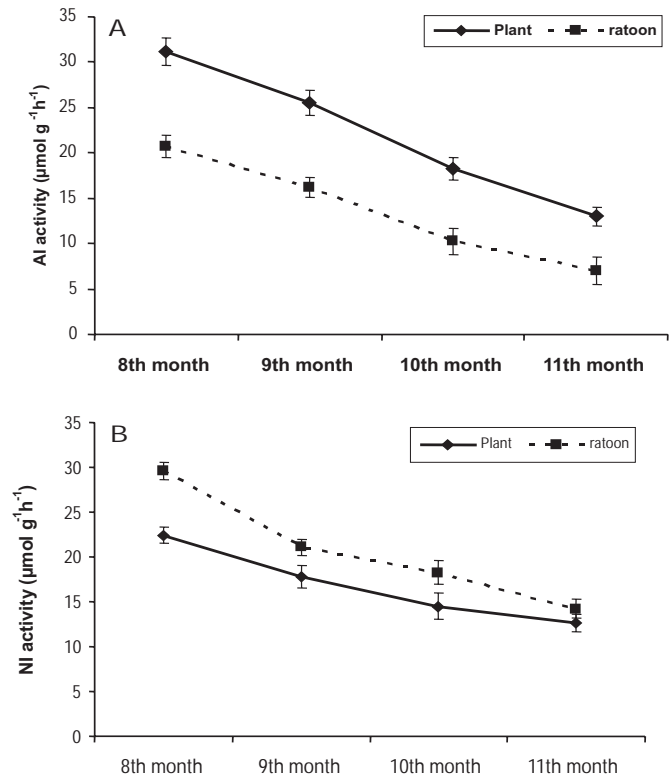 A
Plant ratoon
35
30
25
20
15
10
5
0
AI activity (µmol g⁻¹h⁻¹)
8th month 9th month 10th month 11th month
B
Plant ratoon
35
30
25
20
15
10
5
0
NI activity (µmol g⁻¹h⁻¹)
8th month 9th month 10th month 11th month